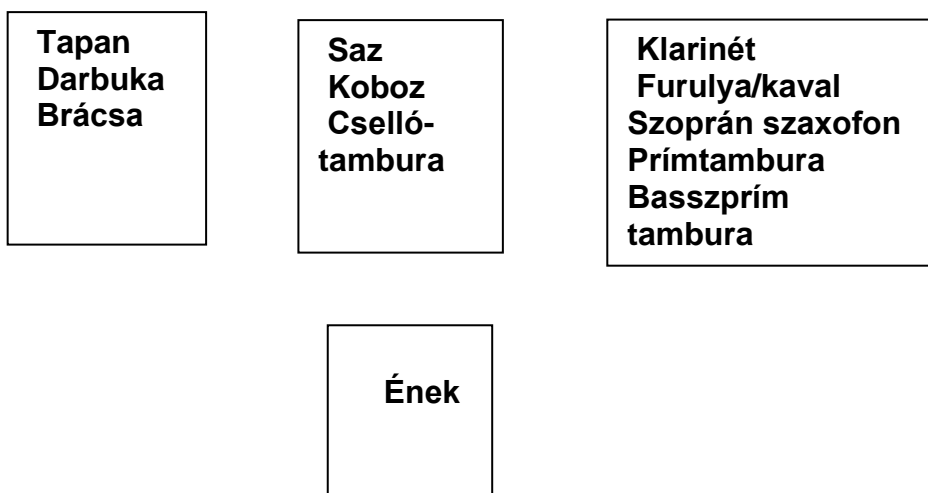 Tapan
Darbuka
Brácsa
Saz
Koboz
Cselló-
tambura
Klarinét
Furulya/kaval
Szoprán szaxofon
Prímtambura
Basszprím
tambura
Ének